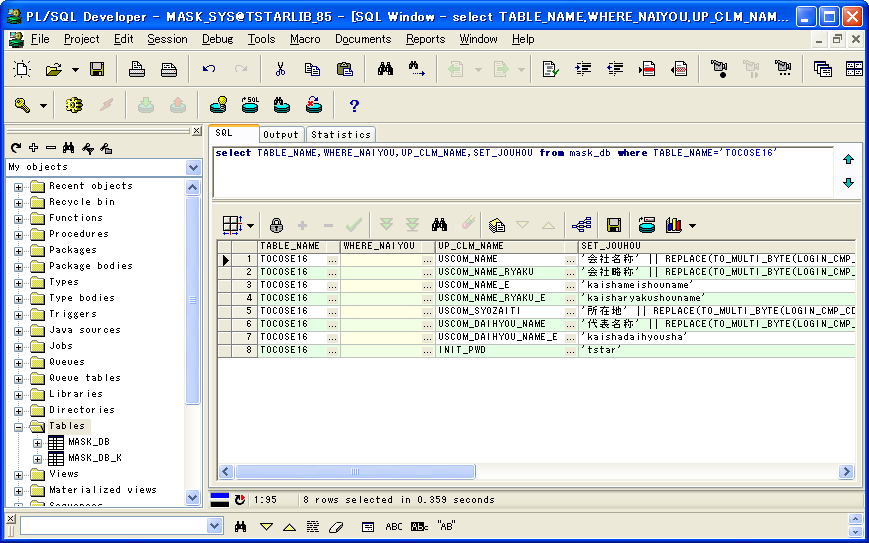 PL/SQL Developer - MASK_SYS@TSTARLIB_85 - [SQL Window - select TABLE_NAME,WHERE_NAIYOU,UP_CLM_NAM...
File Project Edit Session Debug Tools Macro Documents Reports Window Help
SQL Output Statistics
select TABLE_NAME,WHERE_NAIYOU,UP_CLM_NAME,SET_JOUHOU from mask_db where TABLE_NAME='TOCOSE16'
My objects
Recent objects
Recycle bin
Functions
Procedures
Packages
Package bodies
Types
Type bodies
Triggers
Java sources
Jobs
Queues
Queue tables
Libraries
Directories
Tables
MASK_DB
MASK_DB_K
Views
Materialized views
Sequences
TABLE_NAME WHERE_NAIYOU UP_CLM_NAME SET_JOUHOU
1 TOCOSE16 ... ... USCOM_NAME ... '会社名称' || REPLACE(TO_MULTI_BYTE(LOGIN_CMP_
2 TOCOSE16 ... ... USCOM_NAME_RYAKU ... '会社略称' || REPLACE(TO_MULTI_BYTE(LOGIN_CMP_
3 TOCOSE16 ... ... USCOM_NAME_E ... 'kaishameishouname'
4 TOCOSE16 ... ... USCOM_NAME_RYAKU_E ... 'kaisharyakushouname'
5 TOCOSE16 ... ... USCOM_SYOZAITI ... '所在地' || REPLACE(TO_MULTI_BYTE(LOGIN_CMP_CD
6 TOCOSE16 ... ... USCOM_DAIHYOU_NAME ... '代表名称' || REPLACE(TO_MULTI_BYTE(LOGIN_CMP_
7 TOCOSE16 ... ... USCOM_DAIHYOU_NAME_E ... 'kaishadaihyousha'
8 TOCOSE16 ... ... INIT_PWD ... 'tstar'
1:95 8 rows selected in 0.359 seconds
ABC "AB"